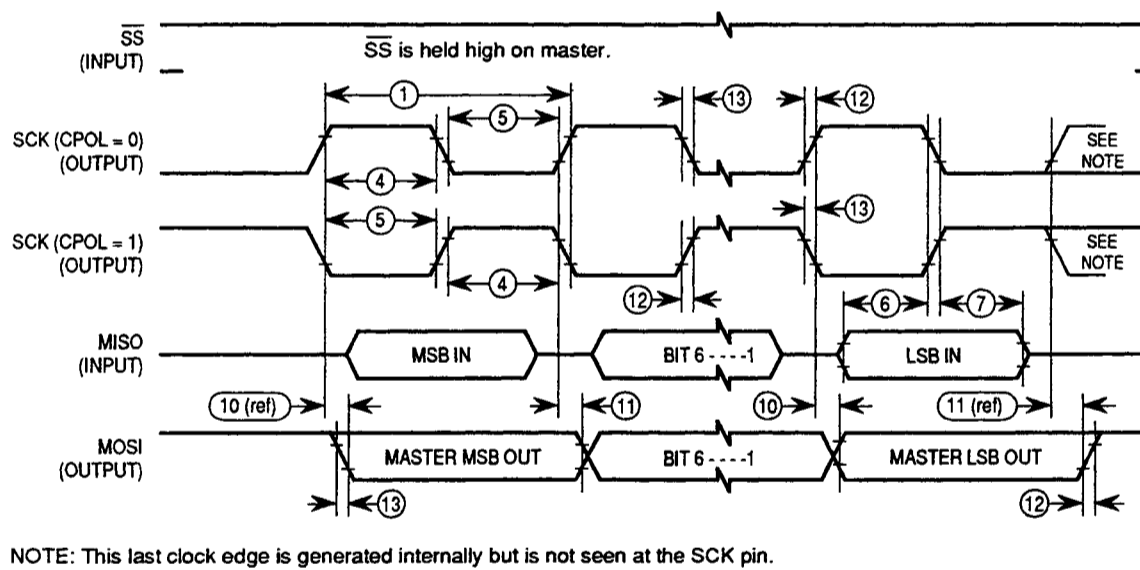 SS
(INPUT)
SS is held high on master.
1
13
12
5
SCK (CPOL = 0)
(OUTPUT)
SEE
NOTE
4
5
13
SCK (CPOL = 1)
(OUTPUT)
SEE
NOTE
4
12
6
7
MISO
(INPUT)
MSB IN
BIT 6 - - - - -1
LSB IN
10 (ref)
11
10
11 (ref)
MOSI
(OUTPUT)
MASTER MSB OUT
BIT 6 - - - - -1
MASTER LSB OUT
13
12
NOTE: This last clock edge is generated internally but is not seen at the SCK pin.